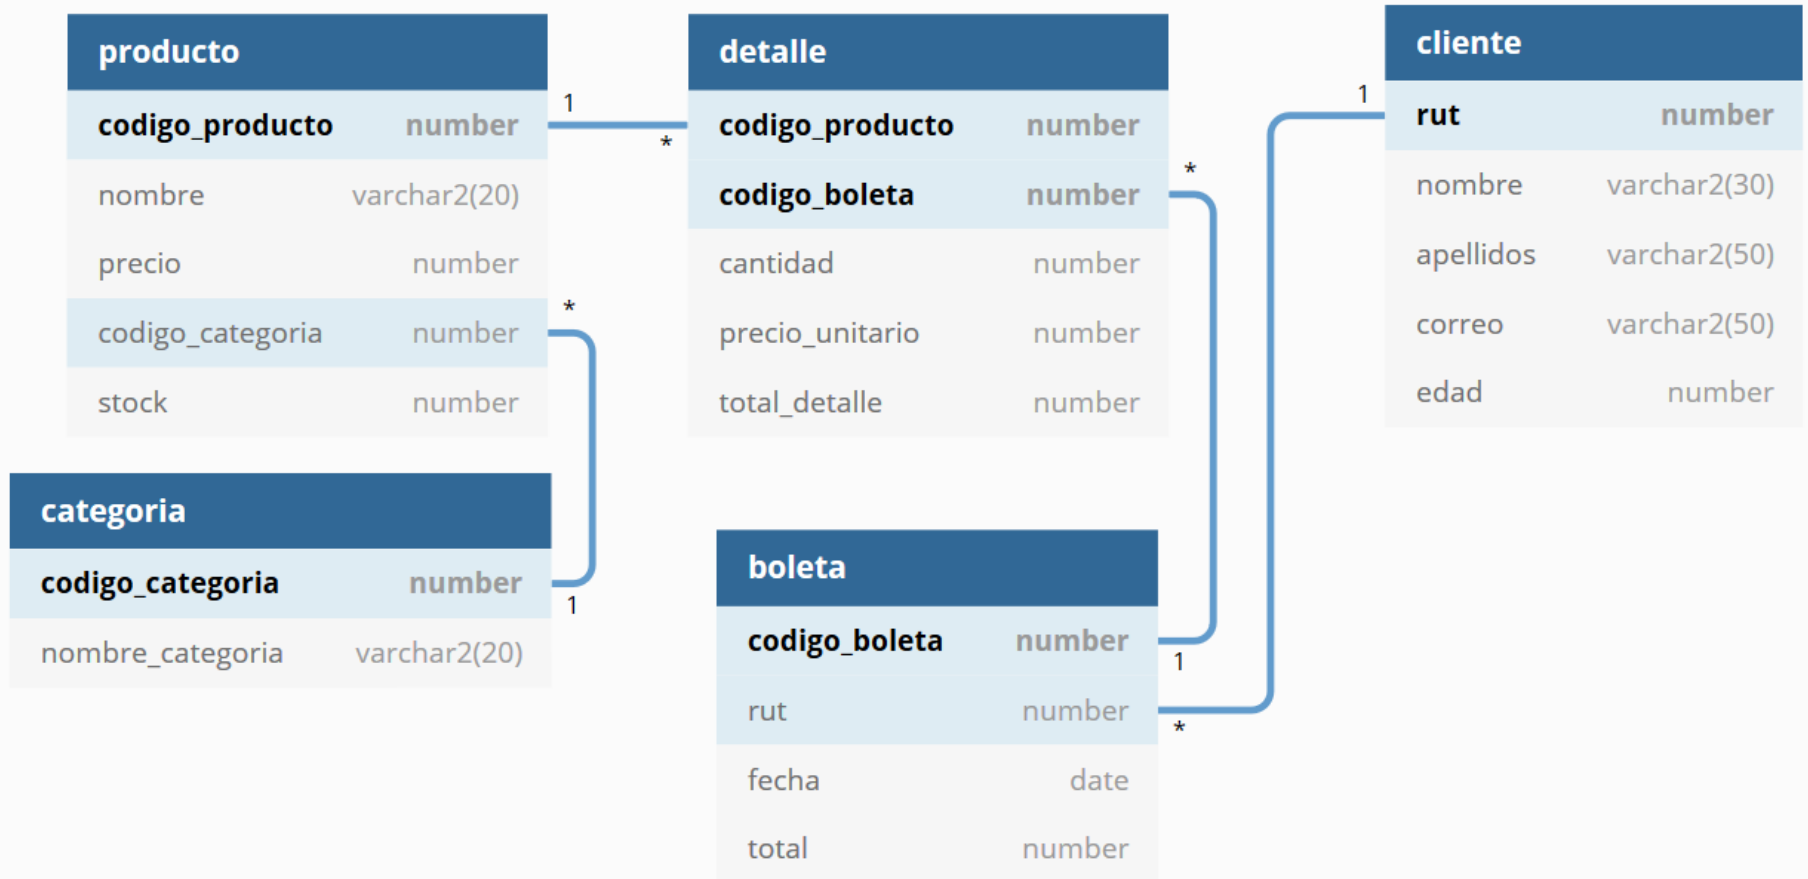 producto
codigo_producto number
nombre varchar2(20)
precio number
codigo_categoria number
stock number
1
*
*
1
categoria
codigo_categoria number
nombre_categoria varchar2(20)
detalle
codigo_producto number
codigo_boleta number
cantidad number
precio_unitario number
total_detalle number
*
1
boleta
codigo_boleta number
rut number
fecha date
total number
*
1
cliente
rut number
nombre varchar2(30)
apellidos varchar2(50)
correo varchar2(50)
edad number